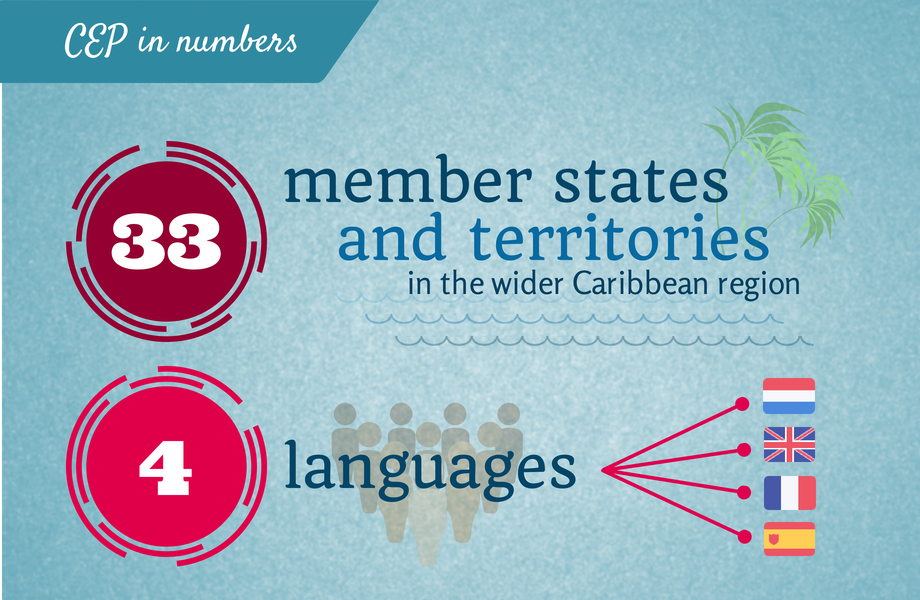 CEP in numbers
33
member states
and territories
in the wider Caribbean region
4
languages